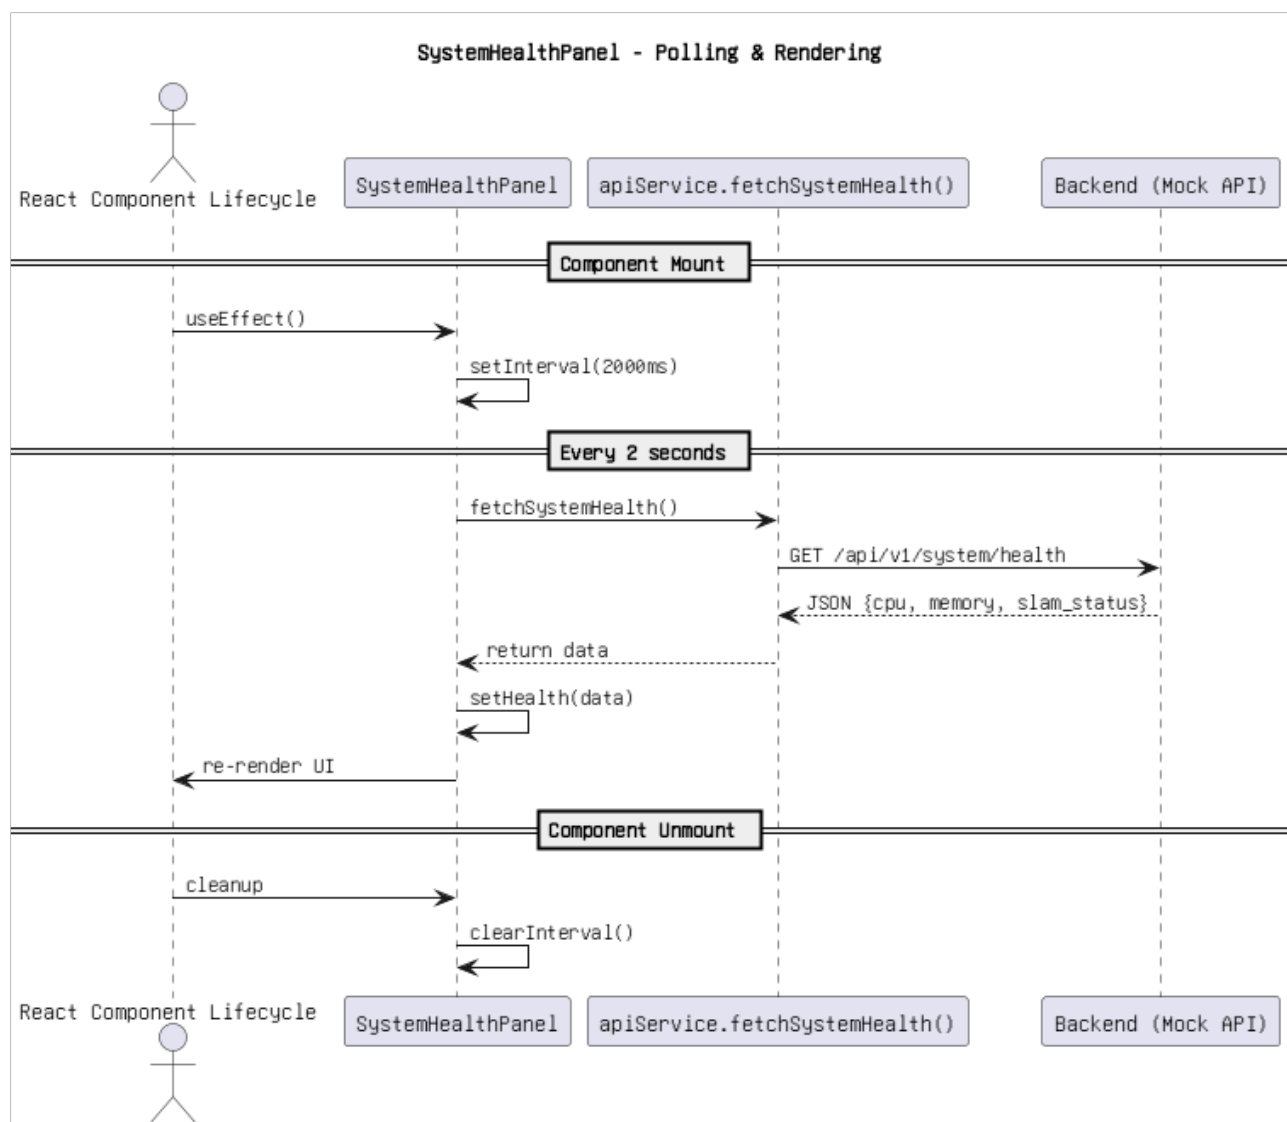 SystemHealthPanel - Polling & Rendering
React Component Lifecycle
SystemHealthPanel
apiService.fetchSystemHealth()
Backend (Mock API)
Component Mount
useEffect()
setInterval(2000ms)
Every 2 seconds
fetchSystemHealth()
GET /api/v1/system/health
JSON {cpu, memory, slam_status}
return data
setHealth(data)
re-render UI
Component Unmount
cleanup
clearInterval()
React Component Lifecycle
SystemHealthPanel
apiService.fetchSystemHealth()
Backend (Mock API)